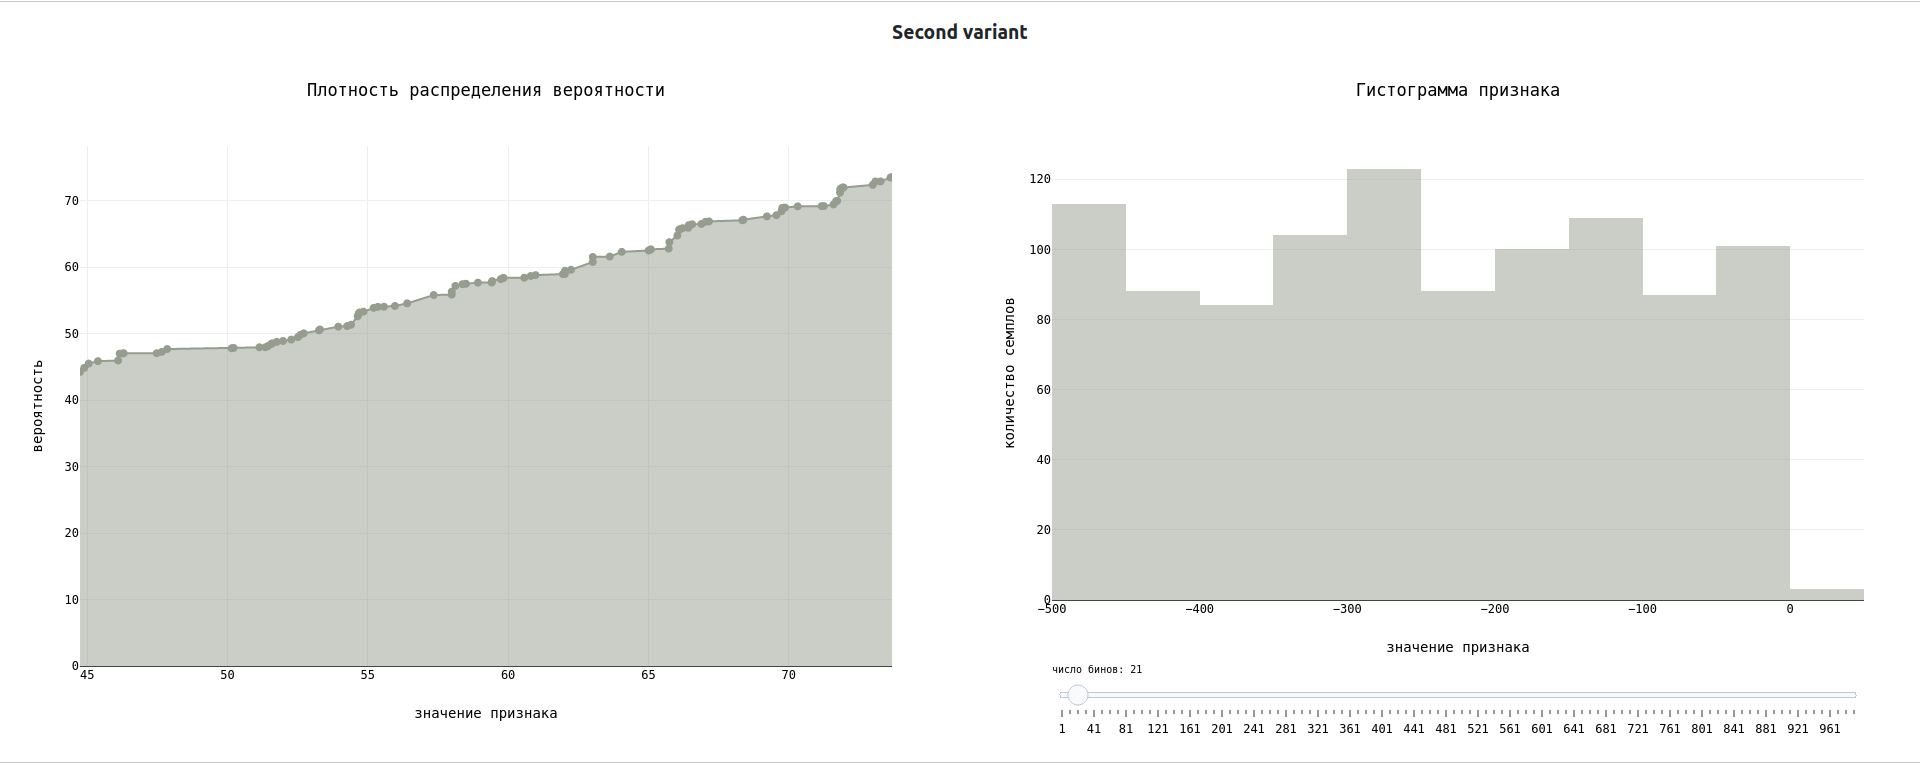 Second variant
Плотность распределения вероятности
70
60
50
40
30
20
10
0
вероятность
45 50 55 60 65 70
значение признака
Гистограмма признака
120
100
80
60
40
20
0
количество семплов
−500 −400 −300 −200 −100 0
значение признака
число бинов: 21
1 41 81 121 161 201 241 281 321 361 401 441 481 521 561 601 641 681 721 761 801 841 881 921 961